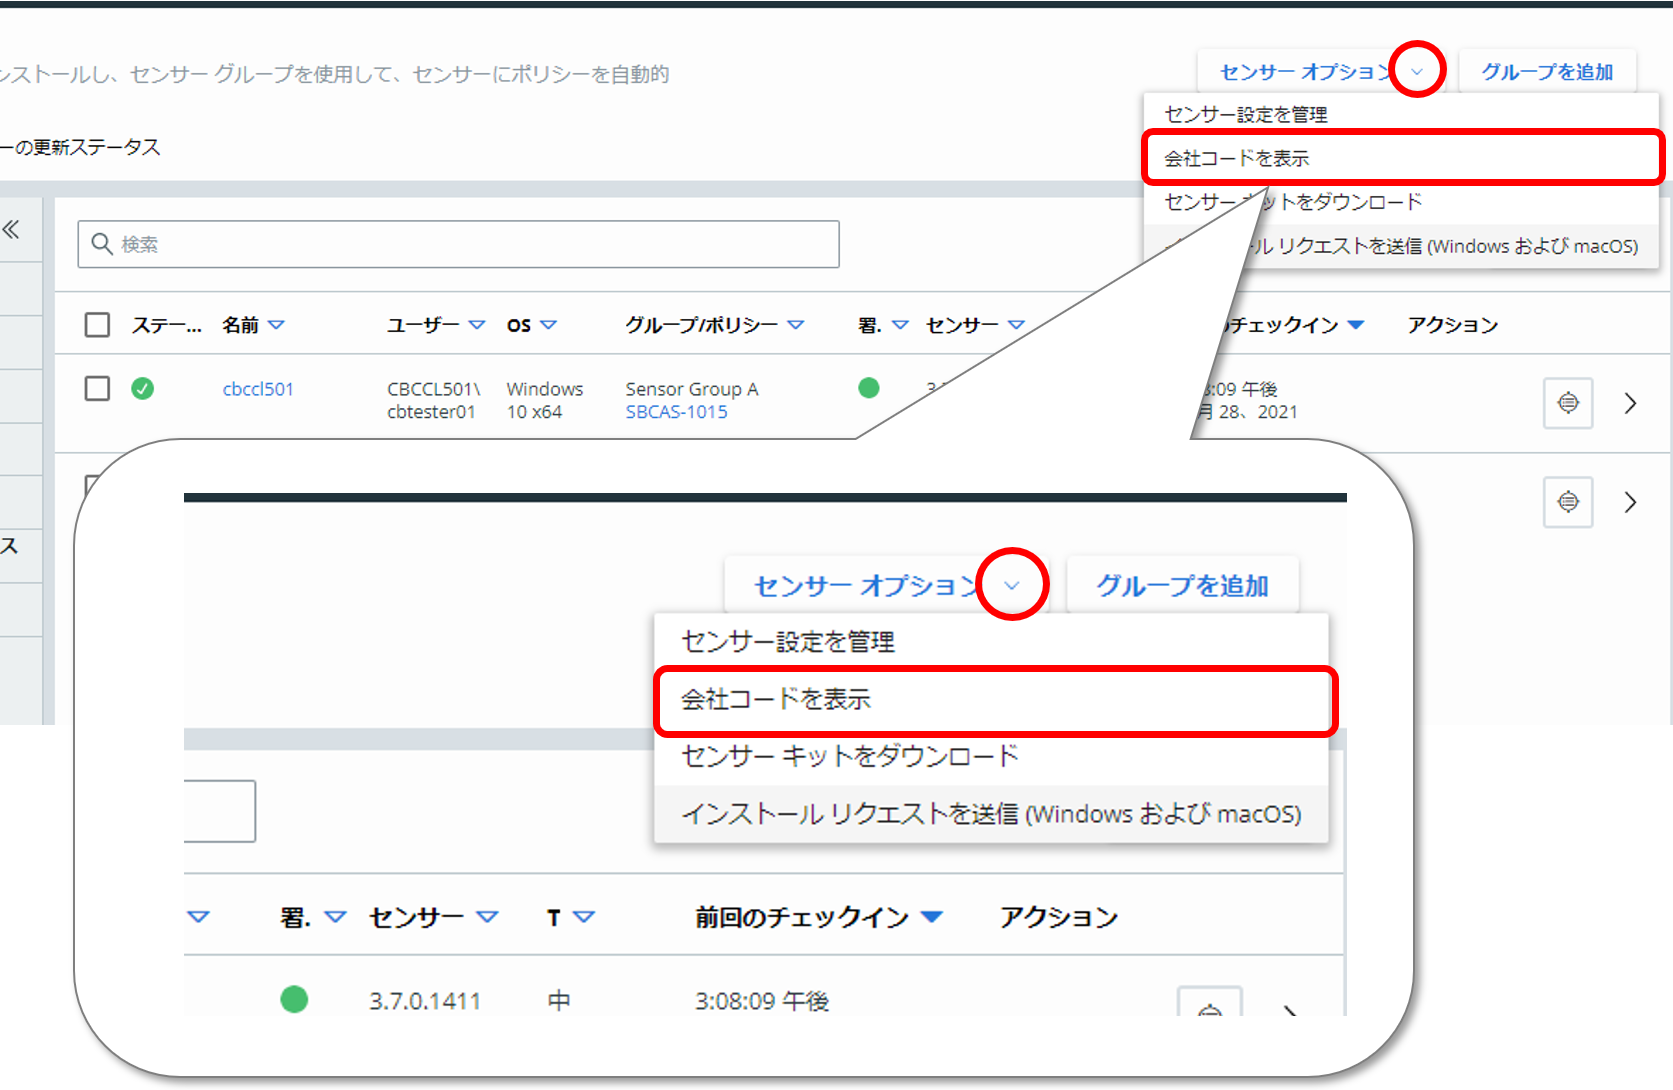 ンストールし、センサー グループを使用して、センサーにポリシーを自動的
センサー オプション
グループを追加
センサー設定を管理
ーの更新ステータス
会社コードを表示
センサー ットをダウンロード
ル リクエストを送信 (Windows および macOS)
検索
ステー... 名前 ユーザー OS グループ/ポリシー 署. センサー のチェックイン アクション
cbccl501 CBCCL501\ Windows Sensor Group A :09 午後
cbtester01 10 x64 SBCAS-1015 月 28、2021
ス
センサー オプション
グループを追加
センサー設定を管理
会社コードを表示
センサー キットをダウンロード
インストール リクエストを送信 (Windows および macOS)
署. センサー T 前回のチェックイン アクション
3.7.0.1411 中 3:08:09 午後